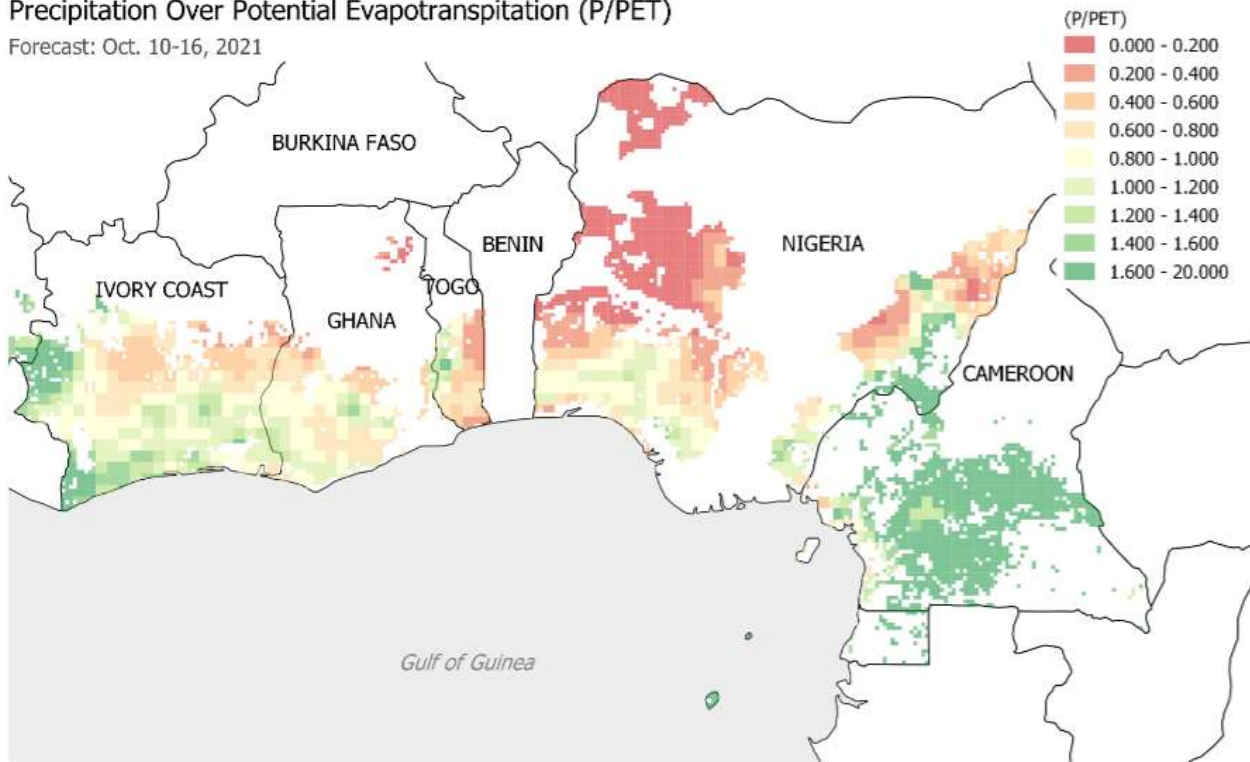 Precipitation Over Potential Evapotranspitation (P/PET)
Forecast: Oct. 10-16, 2021
(P/PET)
0.000 - 0.200
0.200 - 0.400
0.400 - 0.600
0.600 - 0.800
0.800 - 1.000
1.000 - 1.200
1.200 - 1.400
1.400 - 1.600
1.600 - 20.000
BURKINA FASO
BENIN
NIGERIA
IVORY COAST
TOGO
GHANA
CAMEROON
Gulf of Guinea